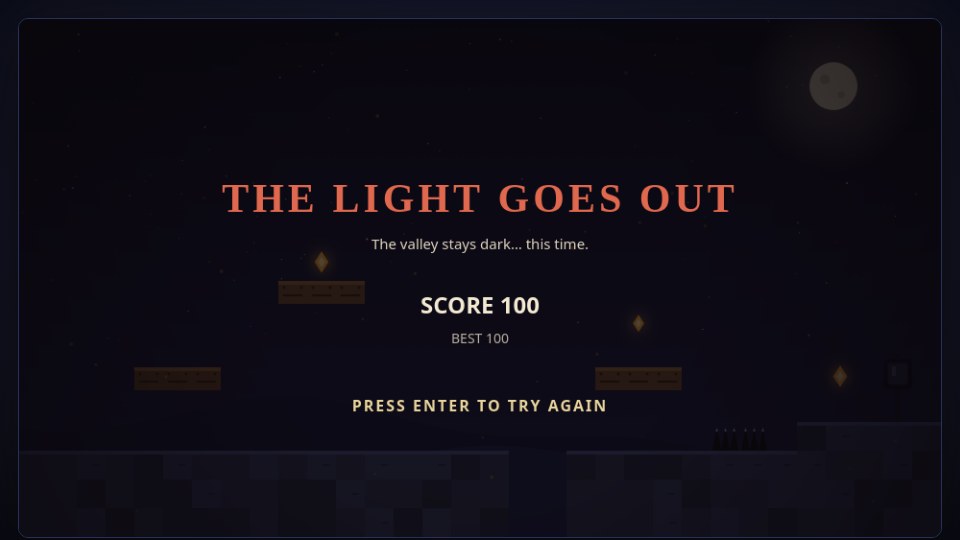 THE LIGHT GOES OUT
The valley stays dark... this time.
SCORE 100
BEST 100
PRESS ENTER TO TRY AGAIN